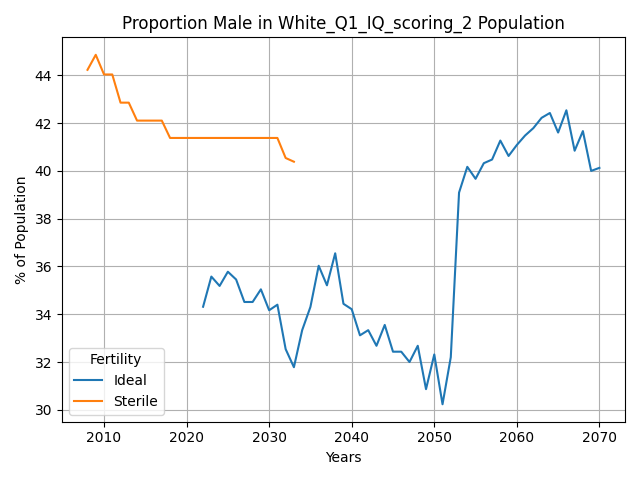 Proportion Male in White_Q1_IQ_scoring_2 Population
% of Population
44
42
40
38
36
34
32
30
Fertility
Ideal
Sterile
2010 2020 2030 2040 2050 2060 2070
Years